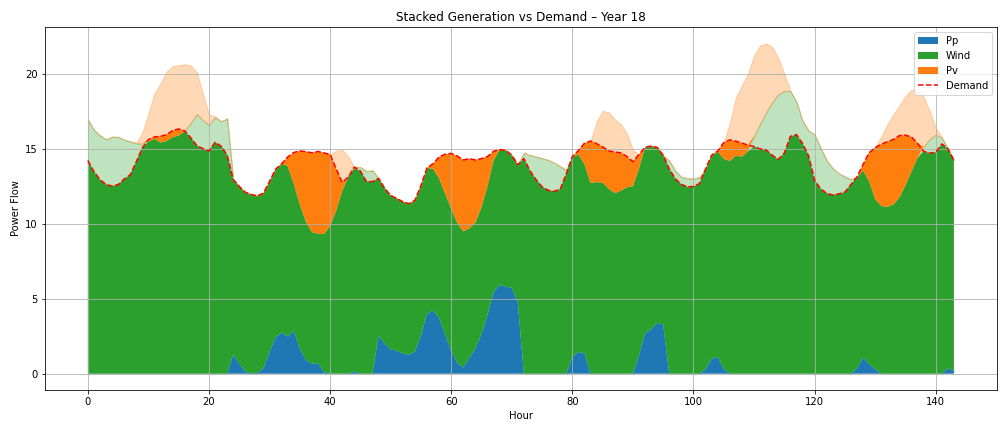 Stacked Generation vs Demand – Year 18
Power Flow
20
15
10
5
0
Pp
Wind
Pv
Demand
0 20 40 60 80 100 120 140
Hour